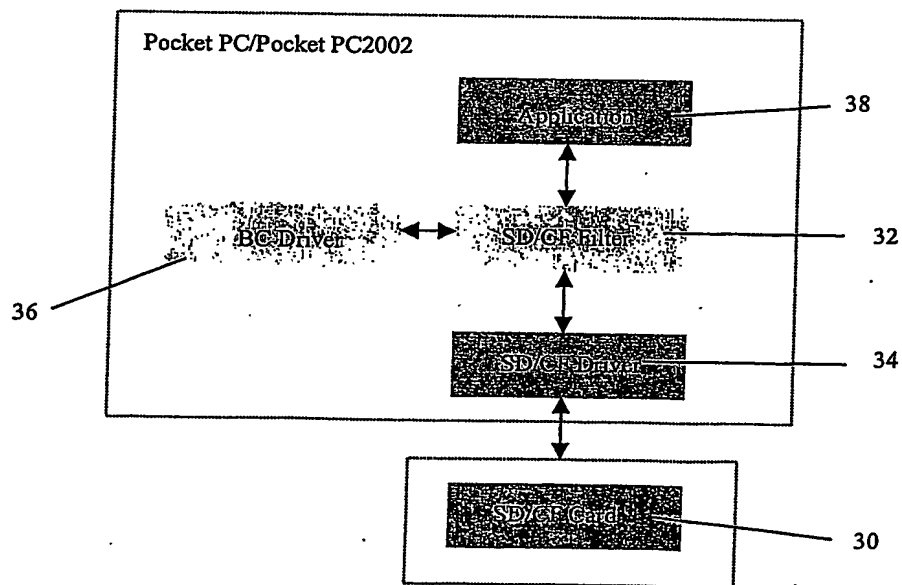 Pocket PC/Pocket PC2002
Application
38
BC Driver
SD/CF Filter
32
36
SD/CF Driver
34
SD/CF Card
30